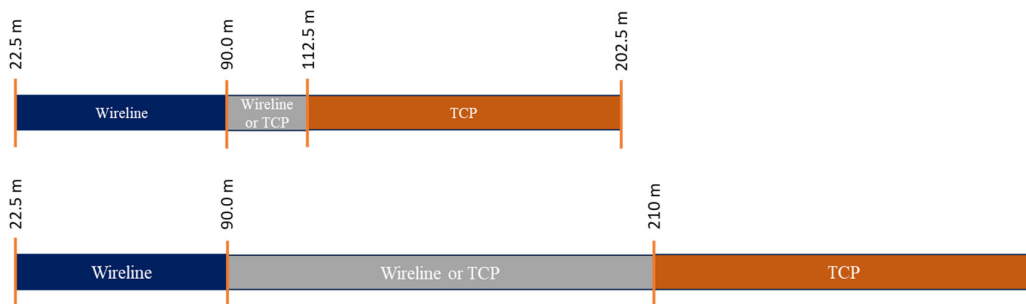 22.5 m
90.0 m
112.5 m
202.5 m
Wireline
Wireline
or TCP
TCP
22.5 m
90.0 m
210 m
Wireline
Wireline or TCP
TCP